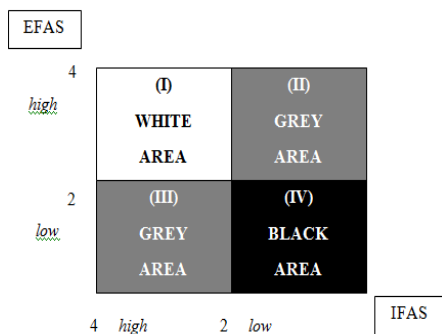 EFAS
4
high
2
low
(I)
WHITE
AREA
(II)
GREY
AREA
(III)
GREY
AREA
(IV)
BLACK
AREA
4 high 2 low
IFAS